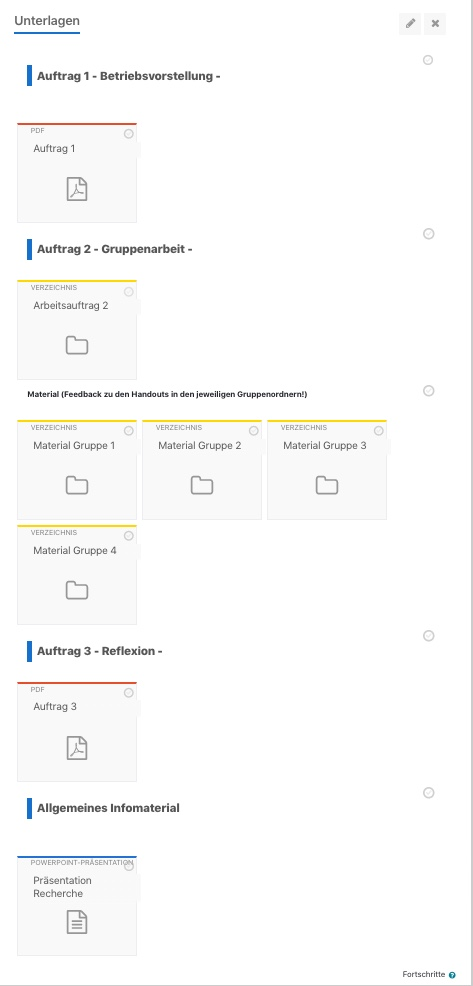 Unterlagen
Auftrag 1 - Betriebsvorstellung -
PDF
Auftrag 1
Auftrag 2 - Gruppenarbeit -
VERZEICHNIS
Arbeitsauftrag 2
Material (Feedback zu den Handouts in den jeweiligen Gruppenordnern!)
VERZEICHNIS
Material Gruppe 1
VERZEICHNIS
Material Gruppe 2
VERZEICHNIS
Material Gruppe 3
VERZEICHNIS
Material Gruppe 4
Auftrag 3 - Reflexion -
PDF
Auftrag 3
Allgemeines Infomaterial
POWERPOINT-PRÄSENTATION
Präsentation
Recherche
Fortschritte ?